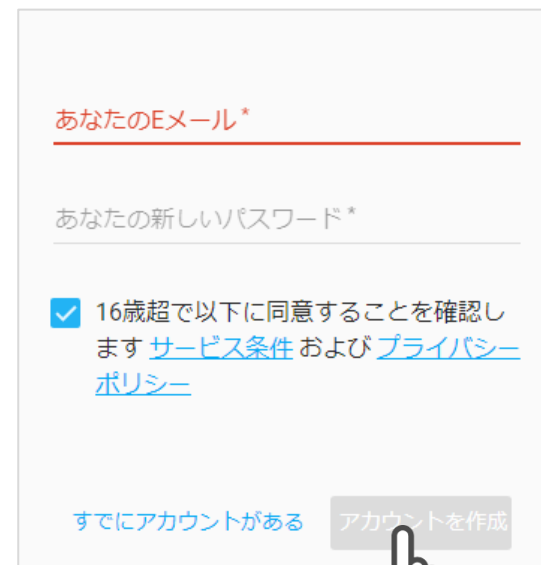 あなたのEメール*
あなたの新しいパスワード*
16歳超で以下に同意することを確認し
ます サービス条件 および プライバシー
ポリシー
すでにアカウントがある アカウントを作成